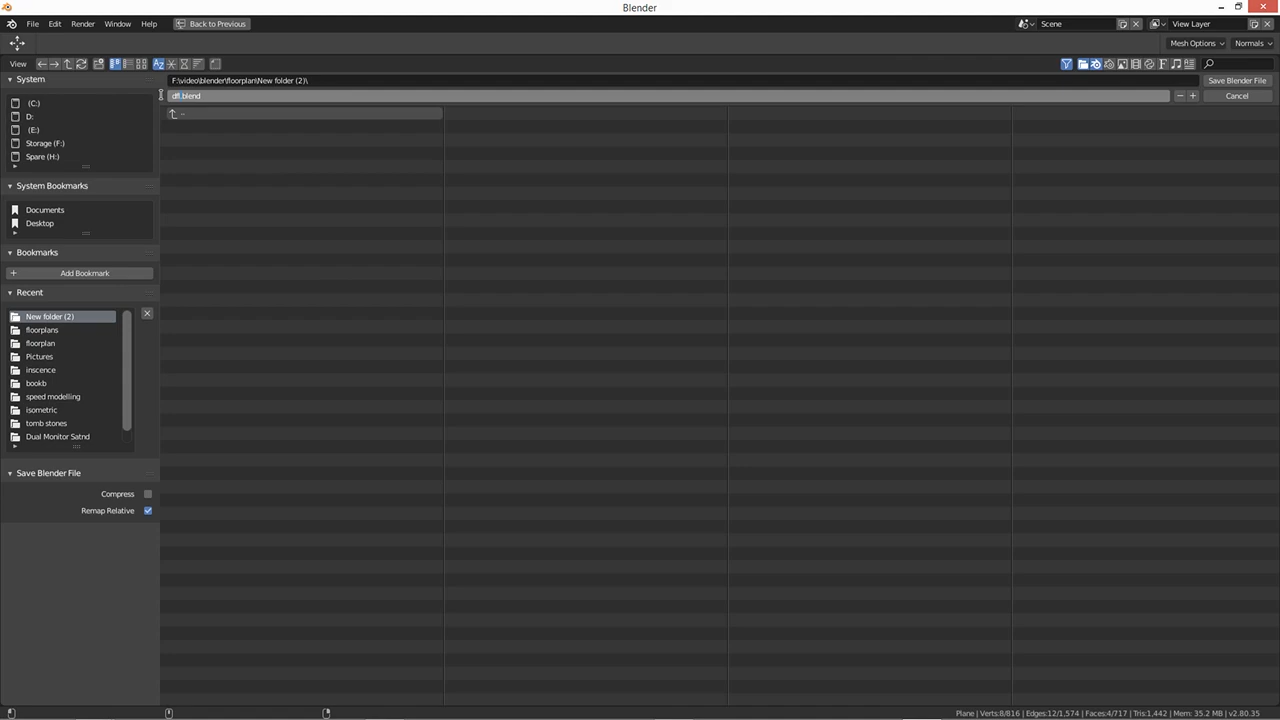 Blender
File Edit Render Window Help Back to Previous Scene View Layer
Mesh Options Normals
View
System
F:\video\blender\floorplan\New folder (2)\ Save Blender File
Cancel
(C:)
..
D:
(E:)
Storage (F:)
Spare (H:)
System Bookmarks
Documents
Desktop
Bookmarks
Add Bookmark
Recent
New folder (2)
floorplans
floorplan
Pictures
inscence
bookb
speed modelling
isometric
tomb stones
Dual Monitor Satnd
Save Blender File
Compress
Remap Relative
Plane | Verts:8/816 | Edges:12/1,574 | Faces:4/717 | Tris:1,442 | Mem: 35.2 MB | v2.80.35